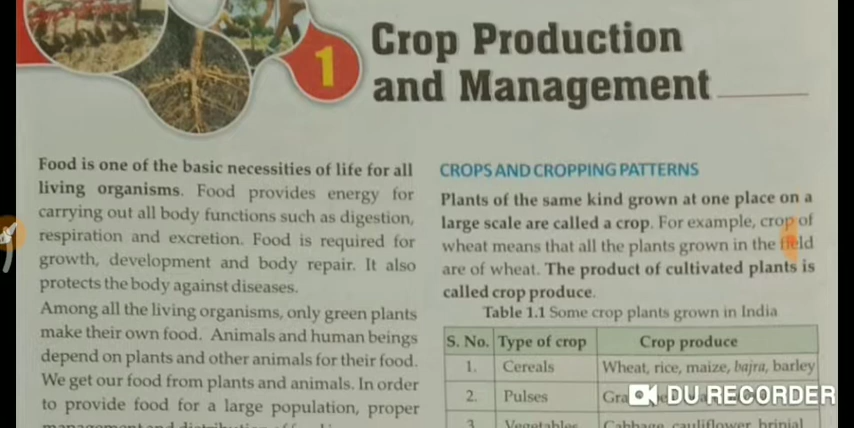 1
Crop Production
and Management
Food is one of the basic necessities of life for all
living organisms. Food provides energy for
carrying out all body functions such as digestion,
respiration and excretion. Food is required for
growth, development and body repair. It also
protects the body against diseases.
Among all the living organisms, only green plants
make their own food. Animals and human beings
depend on plants and other animals for their food.
We get our food from plants and animals. In order
to provide food for a large population, proper
CROPS AND CROPPING PATTERNS
Plants of the same kind grown at one place on a
large scale are called a crop. For example, crop of
wheat means that all the plants grown in the field
are of wheat. The product of cultivated plants is
called crop produce.
Table 1.1 Some crop plants grown in India
S. No. Type of crop Crop produce
1. Cereals Wheat, rice, maize, bajra, barley
2. Pulses
3. Vegetables Cabbage, cauliflower, brinjal
DU RECORDER